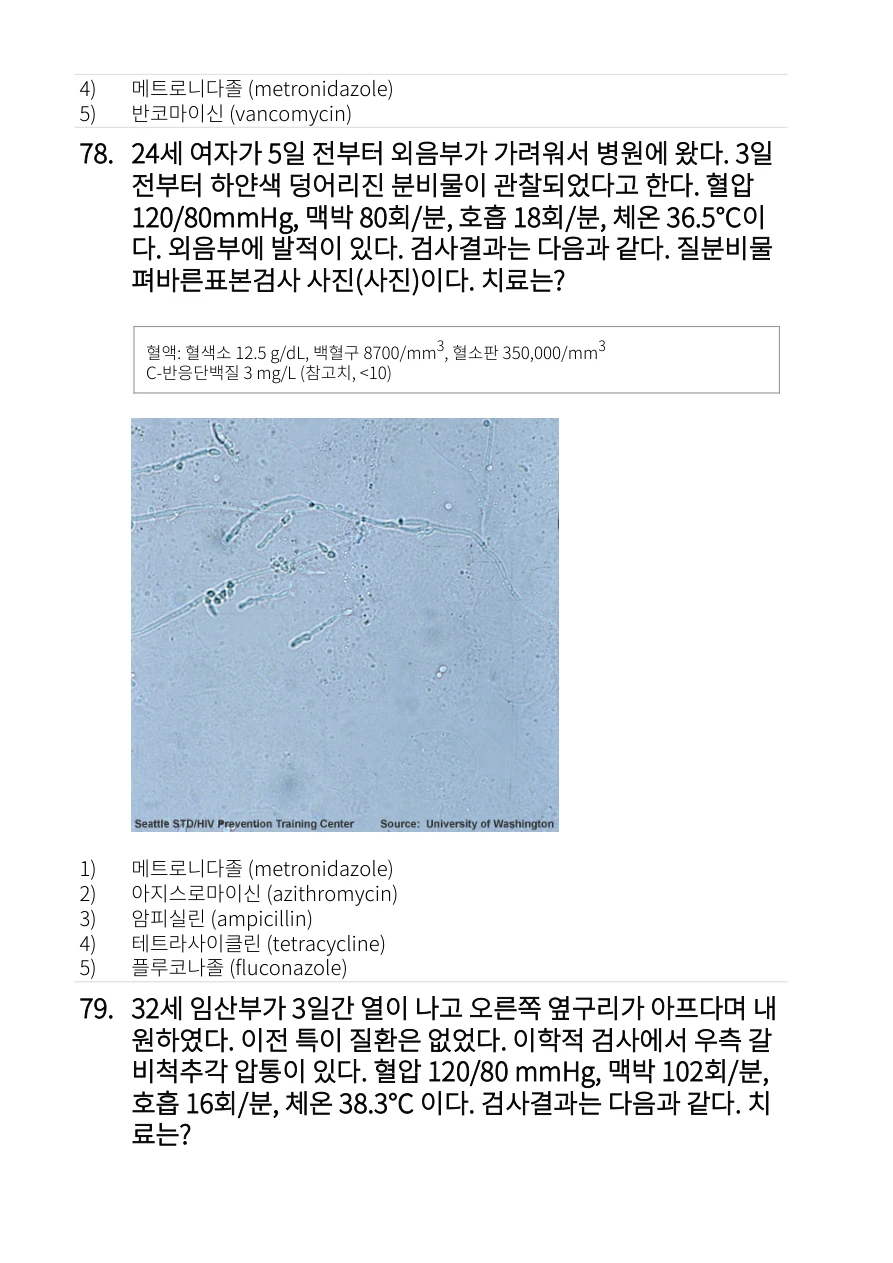 4) 메트로니다졸 (metronidazole)
5) 반코마이신 (vancomycin)
78. 24세 여자가 5일 전부터 외음부가 가려워서 병원에 왔다. 3일
전부터 하얀색 덩어리진 분비물이 관찰되었다고 한다. 혈압
120/80mmHg, 맥박 80회/분, 호흡 18회/분, 체온 36.5°C이
다. 외음부에 발적이 있다. 검사결과는 다음과 같다. 질분비물
펴바른표본검사 사진(사진)이다. 치료는?
혈액: 혈색소 12.5 g/dL, 백혈구 8700/mm3, 혈소판 350,000/mm3
C-반응단백질 3 mg/L (참고치, <10)
Seattle STD/HIV Prevention Training Center Source: University of Washington
1) 메트로니다졸 (metronidazole)
2) 아지스로마이신 (azithromycin)
3) 암피실린 (ampicillin)
4) 테트라사이클린 (tetracycline)
5) 플루코나졸 (fluconazole)
79. 32세 임산부가 3일간 열이 나고 오른쪽 옆구리가 아프다며 내
원하였다. 이전 특이 질환은 없었다. 이학적 검사에서 우측 갈
비척추각 압통이 있다. 혈압 120/80 mmHg, 맥박 102회/분,
호흡 16회/분, 체온 38.3°C 이다. 검사결과는 다음과 같다. 치
료는?